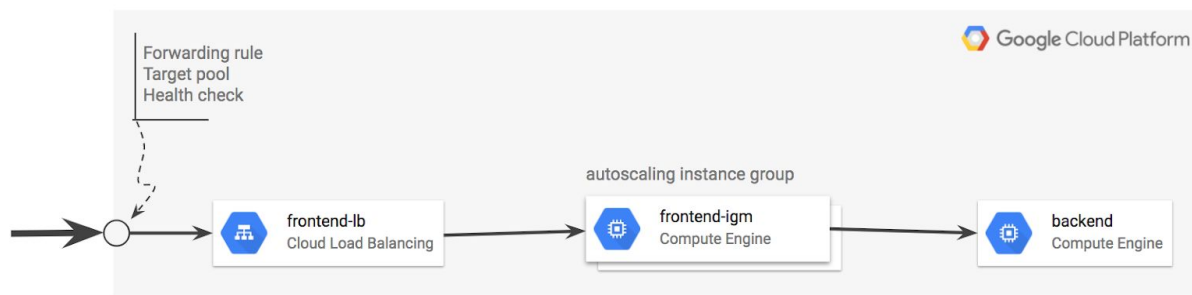 Google Cloud Platform
Forwarding rule
Target pool
Health check
autoscaling instance group
frontend-lb
Cloud Load Balancing
frontend-igm
Compute Engine
backend
Compute Engine